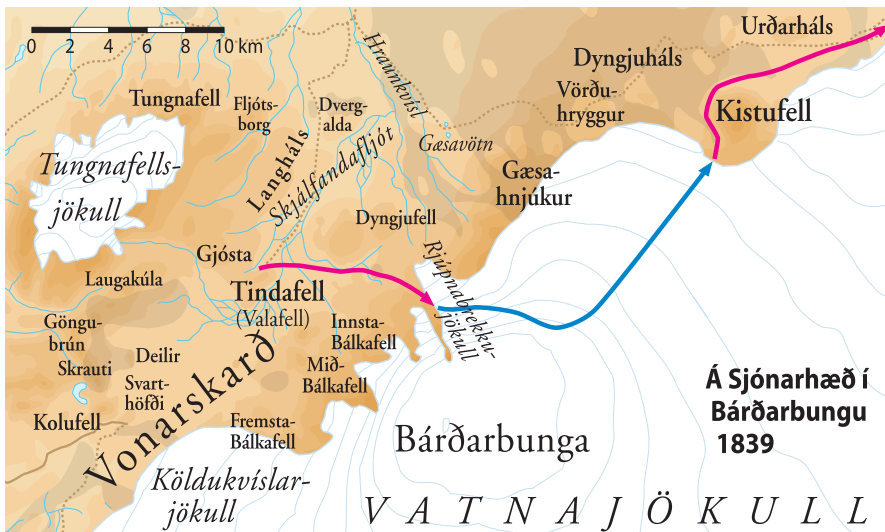 0 2 4 6 8 10 km
Urðarháls
Dyngjuháls
Hraunkvísl
Tungnafell
Fljóts-
borg
Dverg-
alda
Vörðu-
hryggur
Kistufell
Tungnafells-
jökull
Langháls
Skjálfandafljót
Gæsavötn
Gæsa-
hnjúkur
Dyngjufell
Gjósta
Rjúpnabrekku-
jökull
Laugakúla
Tindafell
(Valafell)
Göngu-
brún
Innsta-
Bálkafell
Skrauti
Deilir
Mið-
Bálkafell
Svart-
höfði
Kolufell
Vonarskarð
Fremsta-
Bálkafell
Bárðarbunga
Á Sjónarhæð í
Bárðarbungu
1839
Köldukvíslar-
jökull
VATNAJÖKULL